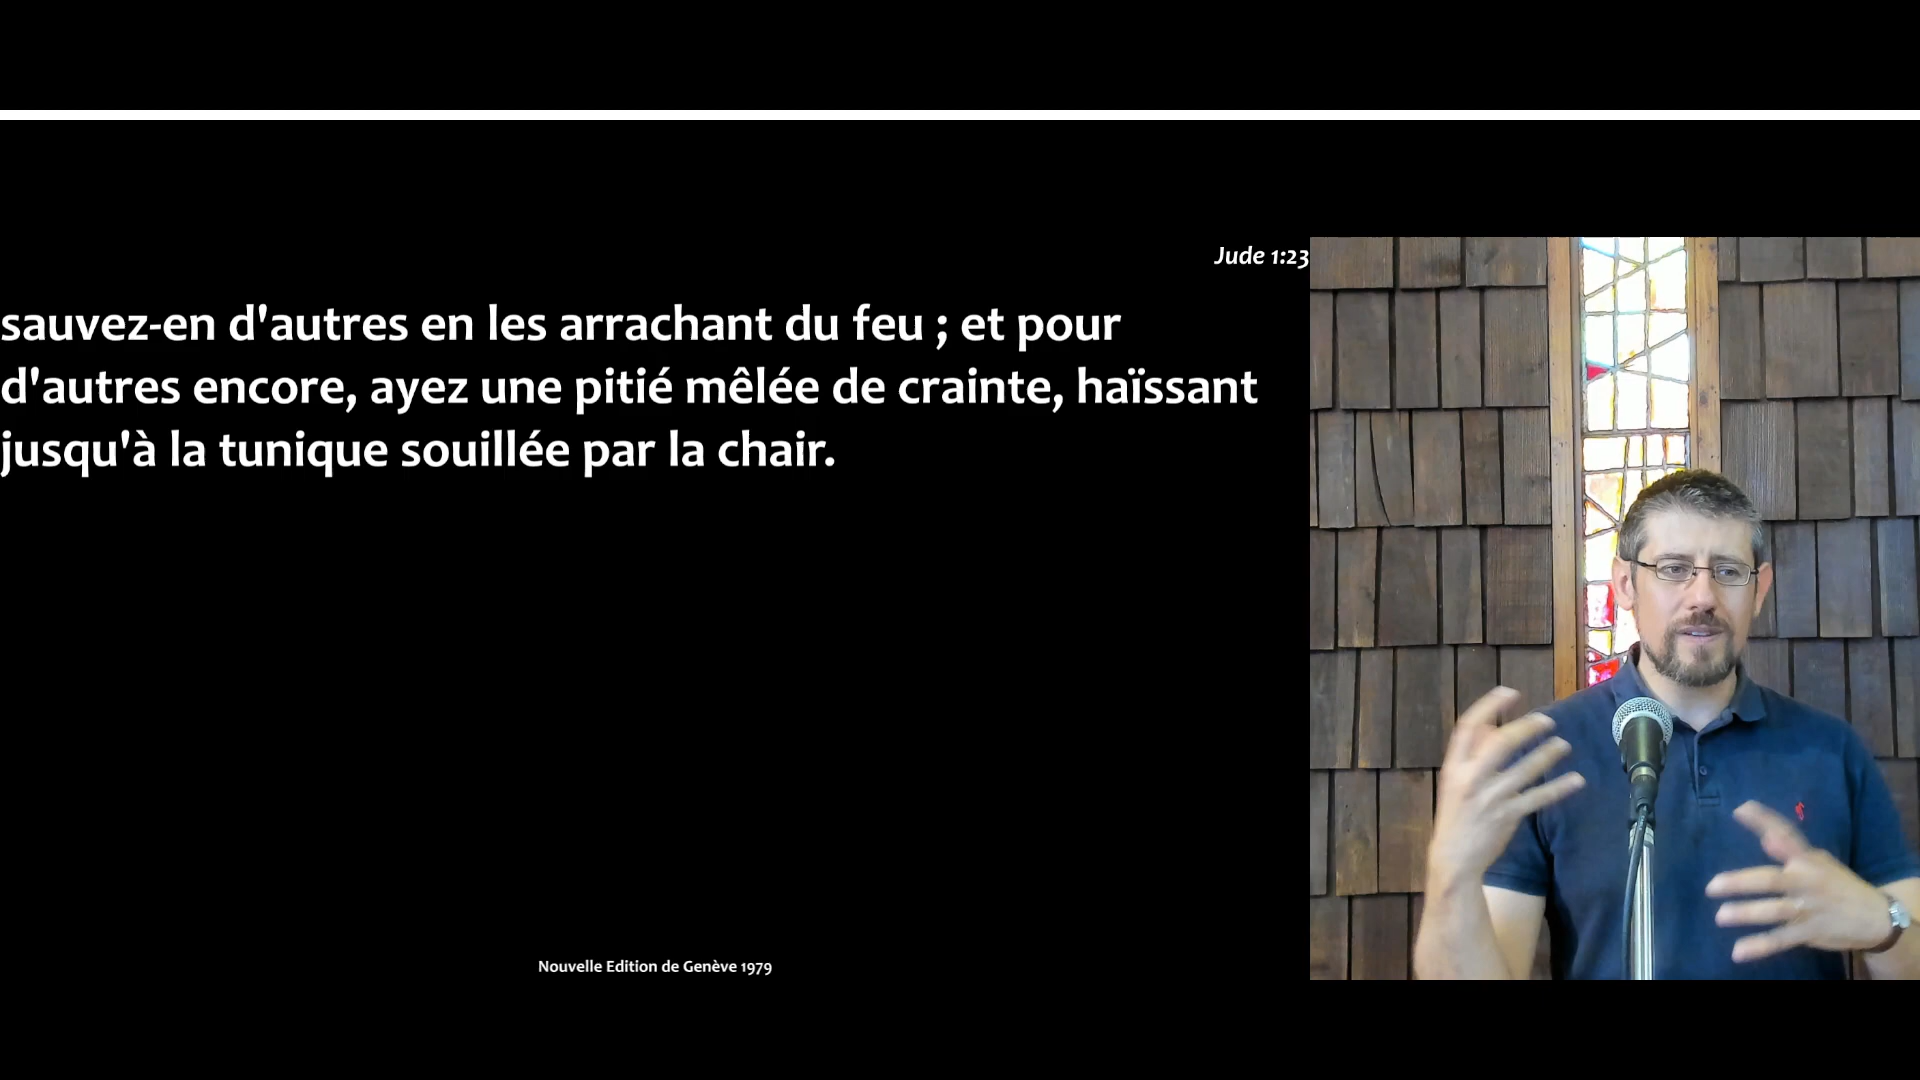 Jude 1:23
sauvez-en d'autres en les arrachant du feu ; et pour
d'autres encore, ayez une pitié mêlée de crainte, haïssant
jusqu'à la tunique souillée par la chair.
Nouvelle Edition de Genève 1979